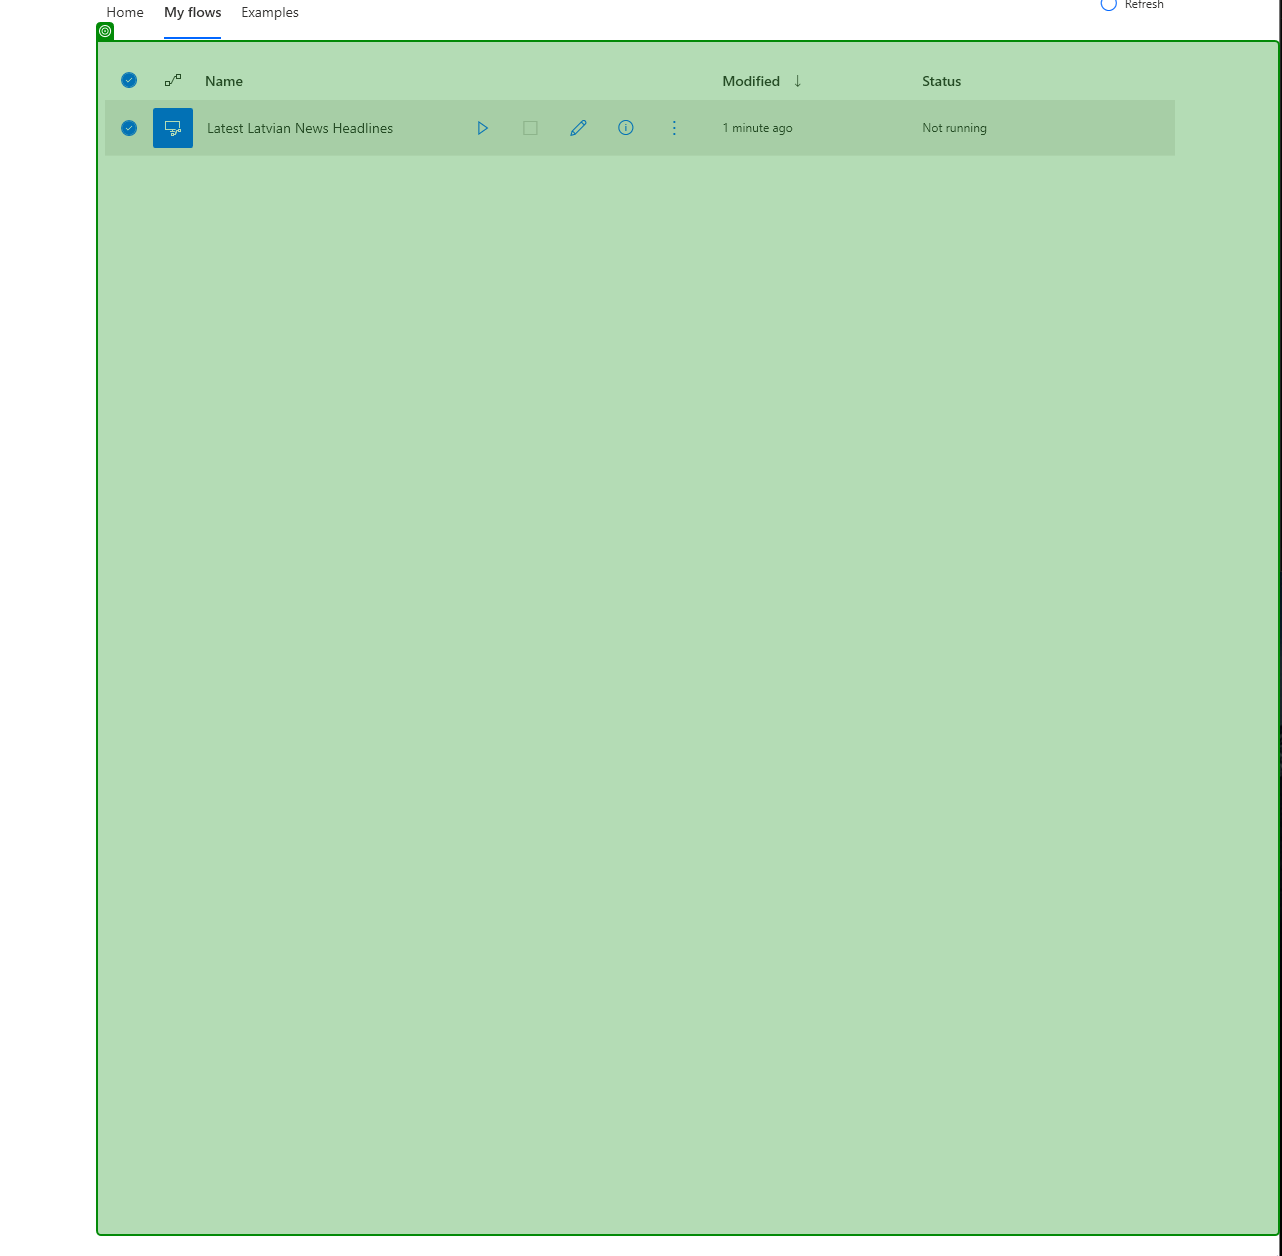 Home My flows Examples Refresh
Name Modified Status
Latest Latvian News Headlines 1 minute ago Not running